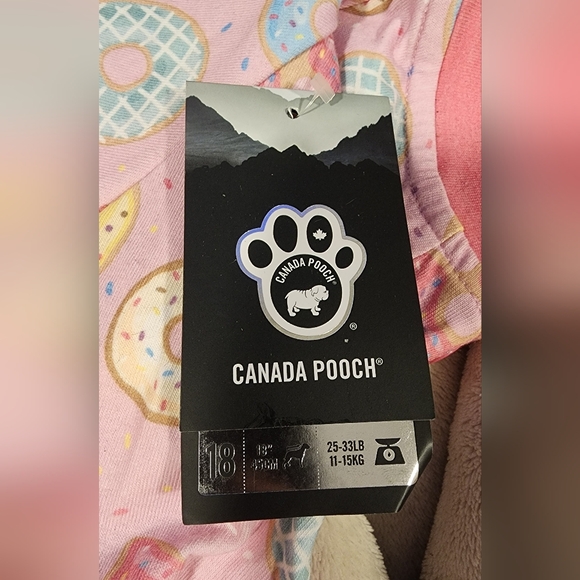 CANADA POOCH®
®
CANADA POOCH®
18
18"
45CM
25-33LB
11-15KG